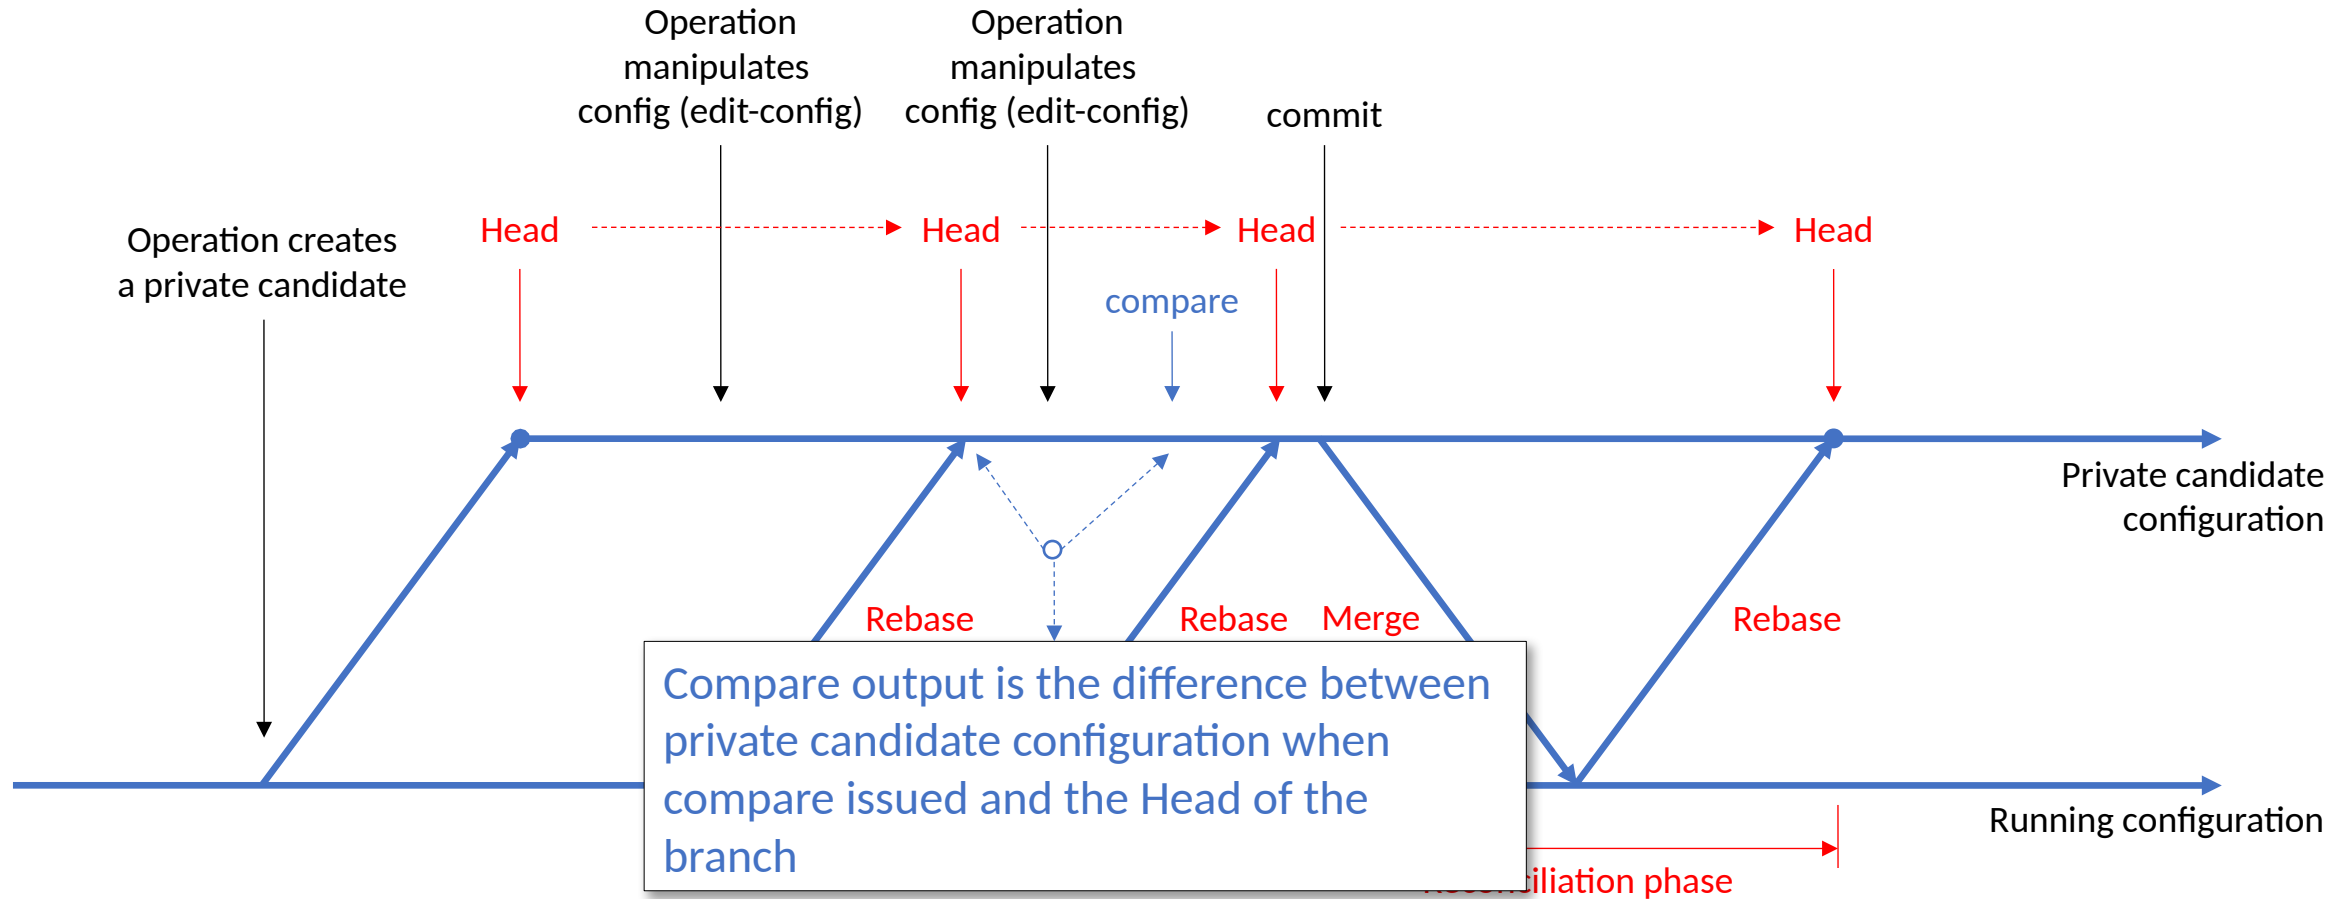 Operation
manipulates
config (edit-config)
Operation
manipulates
config (edit-config)
commit
Operation creates
a private candidate
Head
Head
Head
Head
compare
Private candidate
configuration
Rebase
Rebase
Merge
Rebase
Compare output is the difference between
private candidate configuration when
compare issued and the Head of the
branch
Running configuration
phase